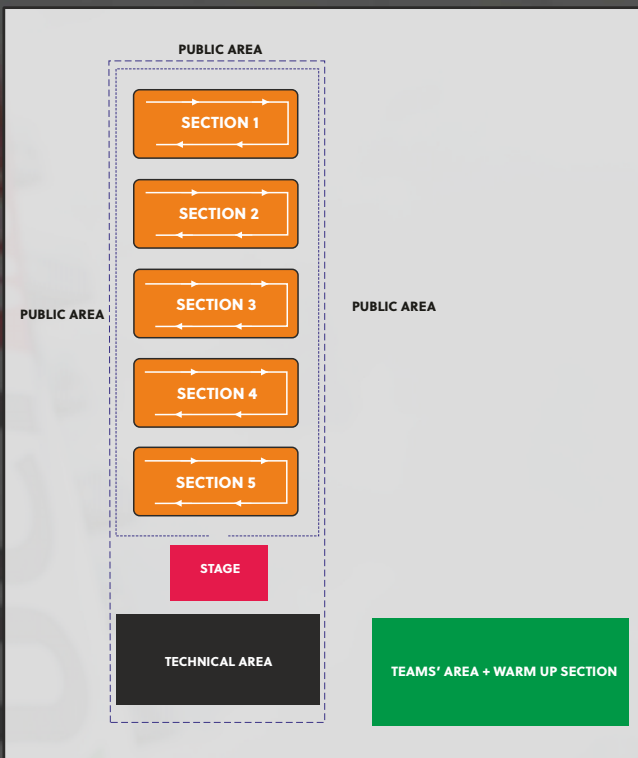 PUBLIC AREA
SECTION 1
SECTION 2
SECTION 3
PUBLIC AREA
PUBLIC AREA
SECTION 4
SECTION 5
STAGE
TECHNICAL AREA
TEAMS' AREA + WARM UP SECTION